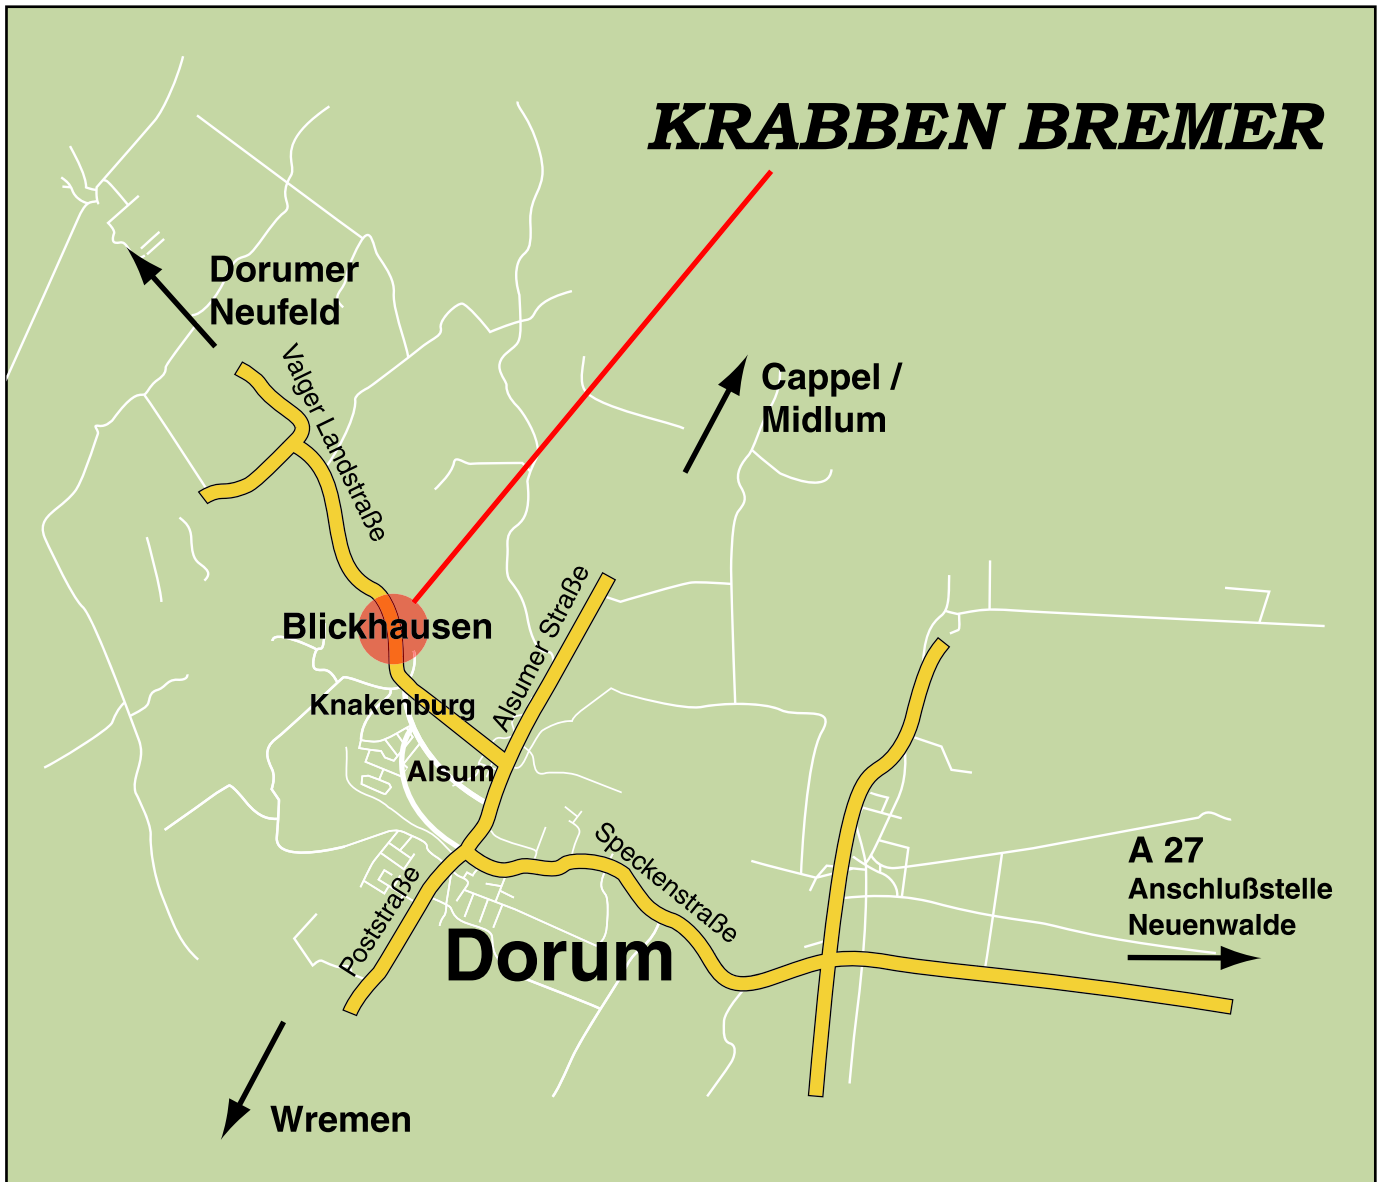 KRABBEN BREMER
Dorumer
Neufeld
Valger Landstraße
Cappel /
Midlum
Blickhausen
Alsumer Straße
Knakenburg
Alsum
Speckenstraße
A 27
Anschlußstelle
Neuenwalde
Poststraße
Dorum
Wremen